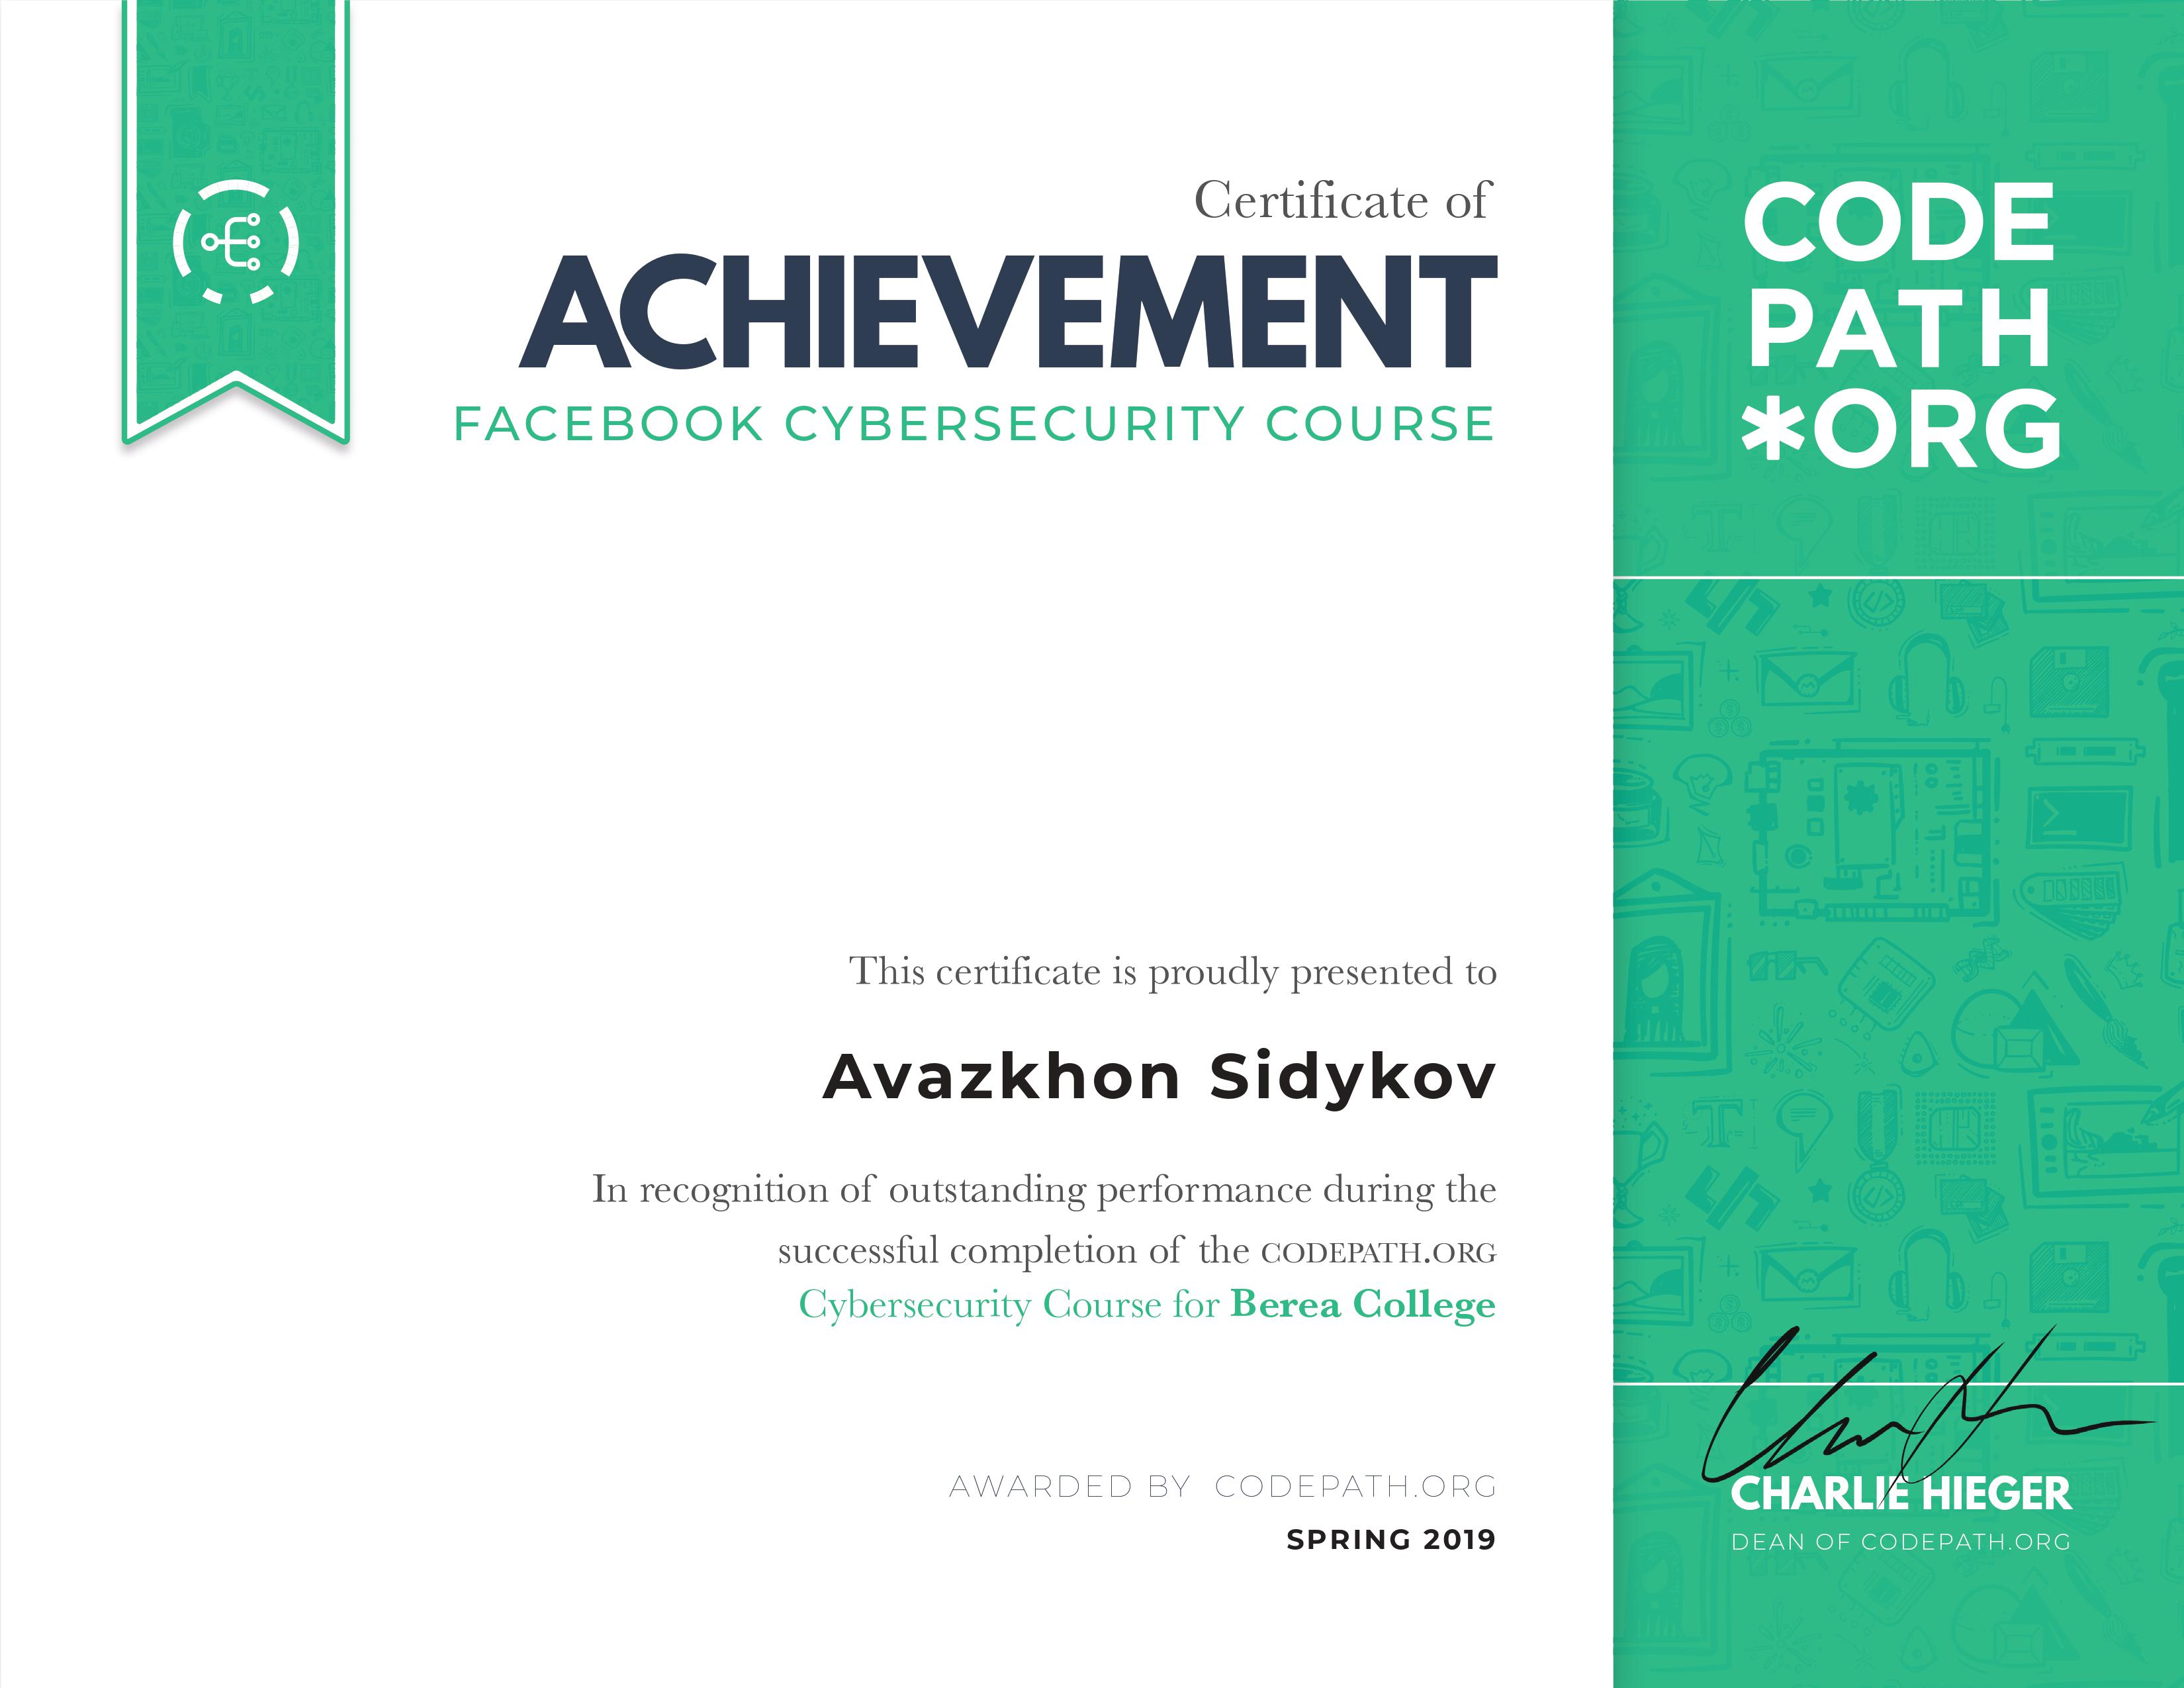 Certificate of
ACHIEVEMENT
FACEBOOK CYBERSECURITY COURSE
This certificate is proudly presented to
Avazkhon Sidykov
In recognition of outstanding performance during the
successful completion of the CODEPATH.ORG
Cybersecurity Course for Berea College
AWARDED BY CODEPATH.ORG
SPRING 2019
CODE
PATH
*ORG
CHARLIE HIEGER
DEAN OF CODEPATH.ORG